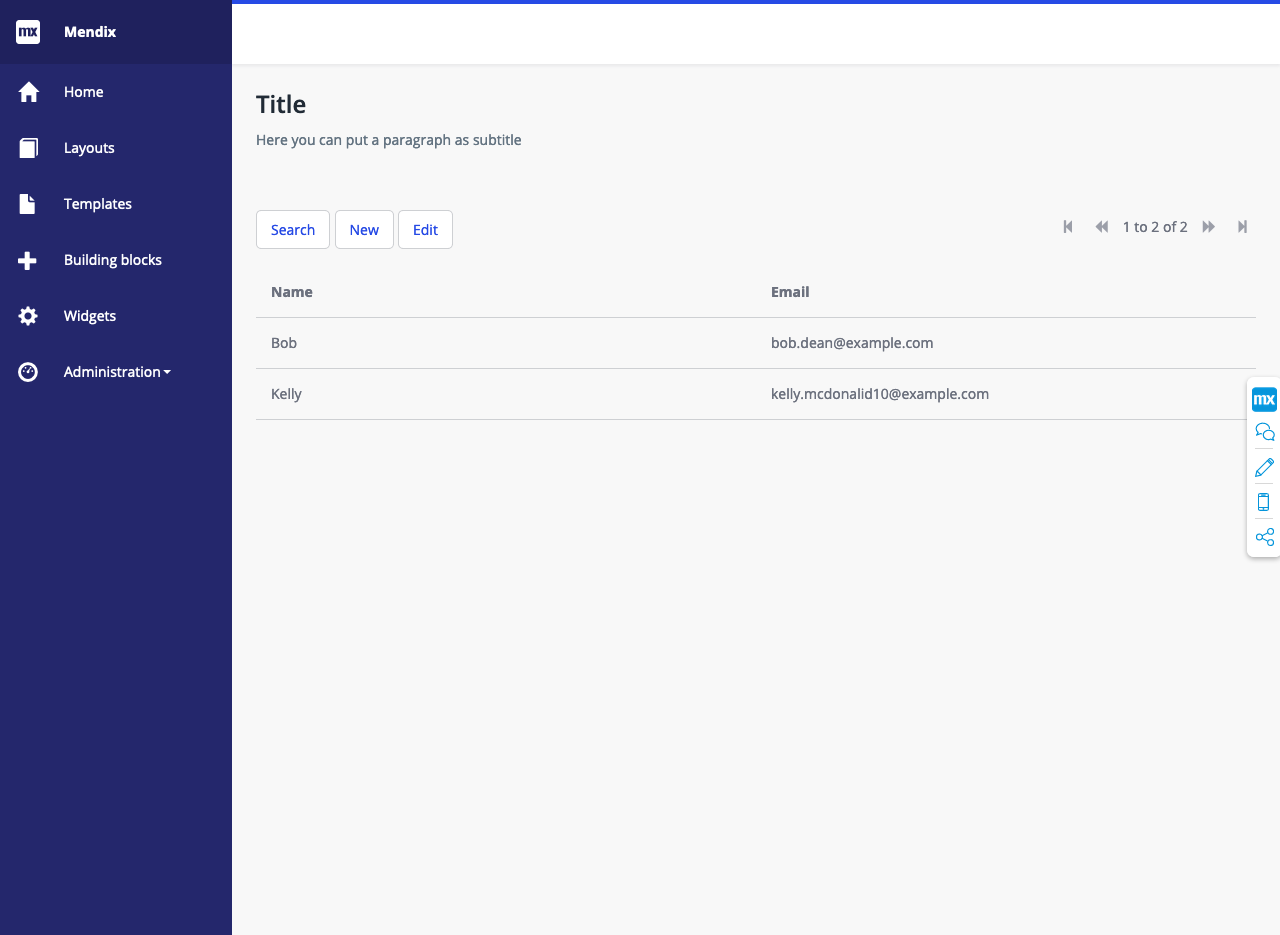 mx Mendix
Home
Layouts
Templates
Building blocks
Widgets
Administration
Title
Here you can put a paragraph as subtitle
Search New Edit
1 to 2 of 2
Name Email
Bob bob.dean@example.com
Kelly kelly.mcdonalid10@example.com
mx